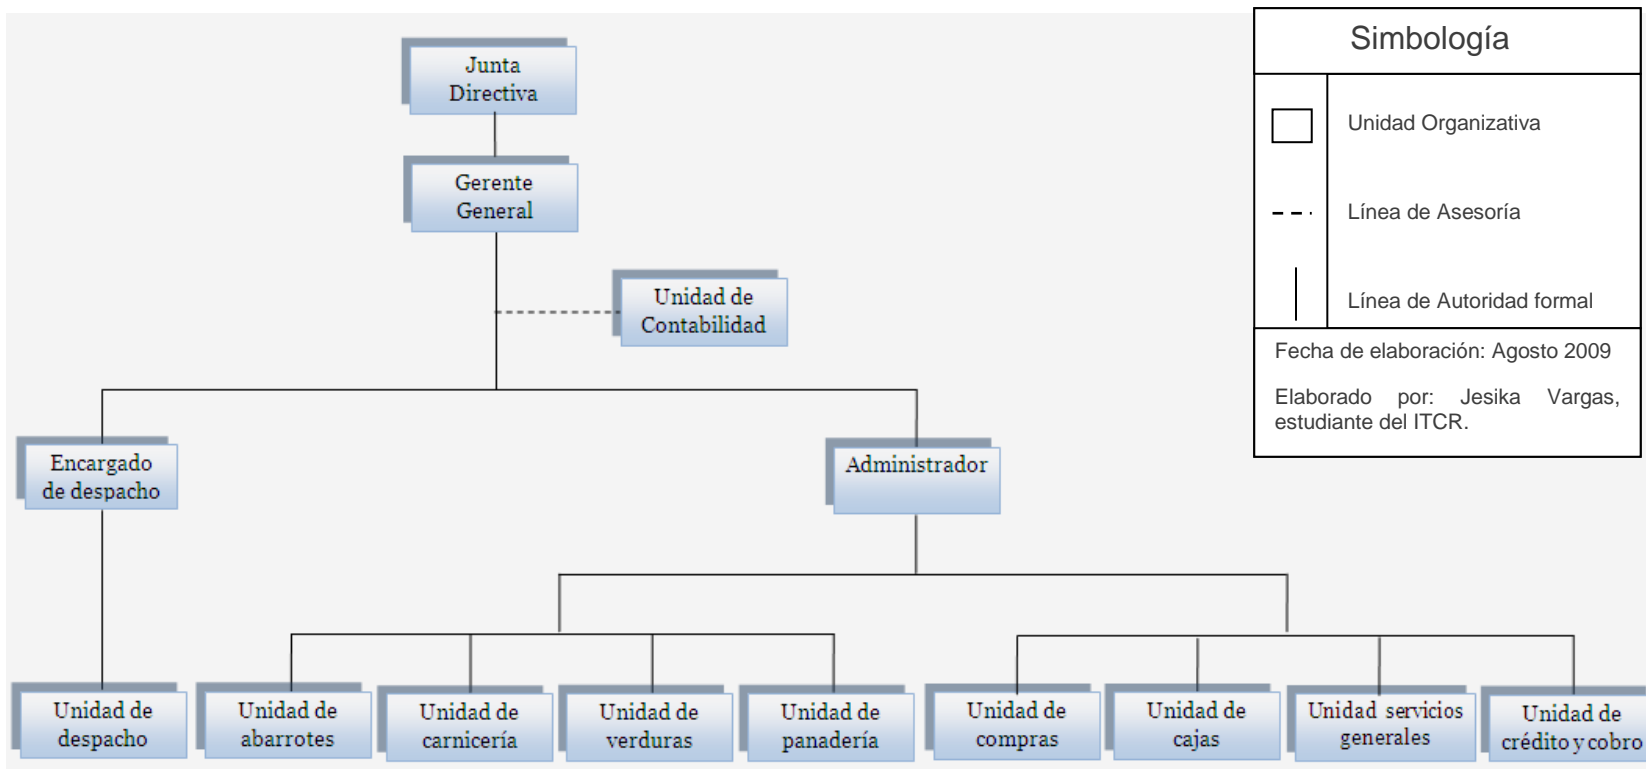 Junta
Directiva
Gerente
General
Unidad de
Contabilidad
Encargado
de despacho
Administrador
Unidad de
despacho
Unidad de
abarrotes
Unidad de
carnicería
Unidad de
verduras
Unidad de
panadería
Unidad de
compras
Unidad de
cajas
Unidad servicios
generales
Unidad de
crédito y cobro
Simbología
Unidad Organizativa
Línea de Asesoría
Línea de Autoridad formal
Fecha de elaboración: Agosto 2009
Elaborado por: Jesika Vargas,
estudiante del ITCR.